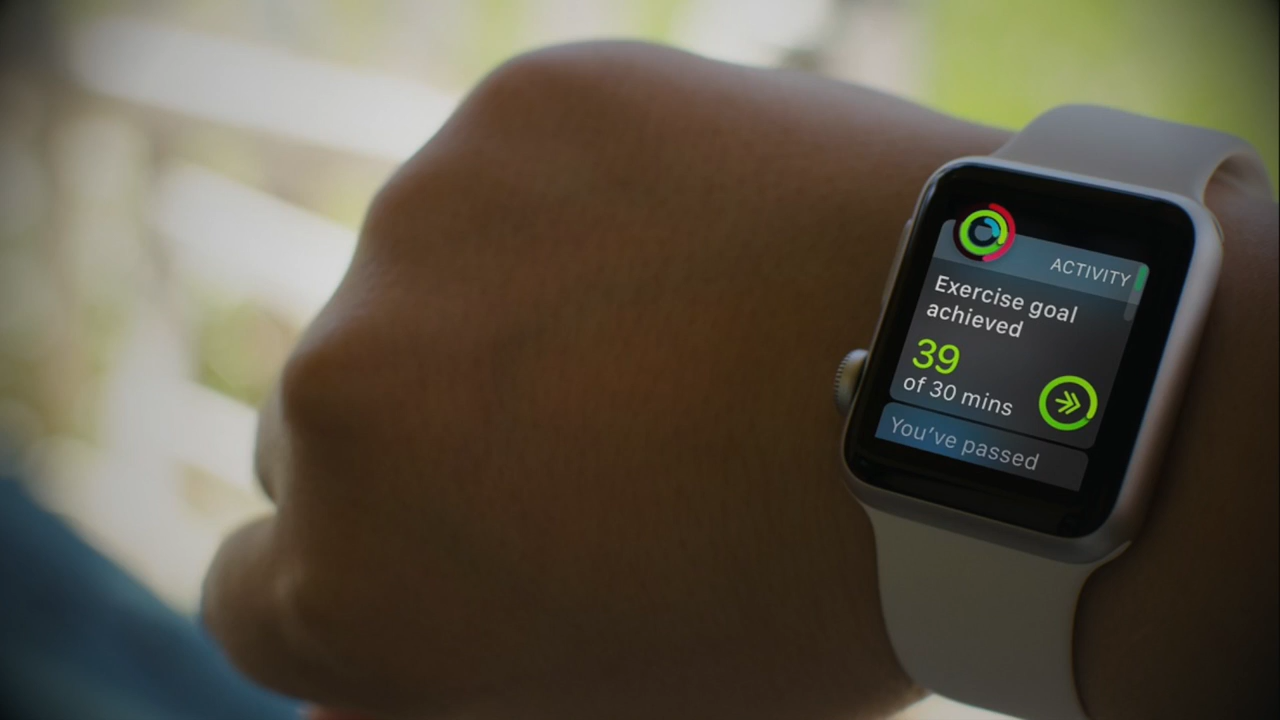 ACTIVITY
Exercise goal
achieved
39
of 30 mins
You've passed